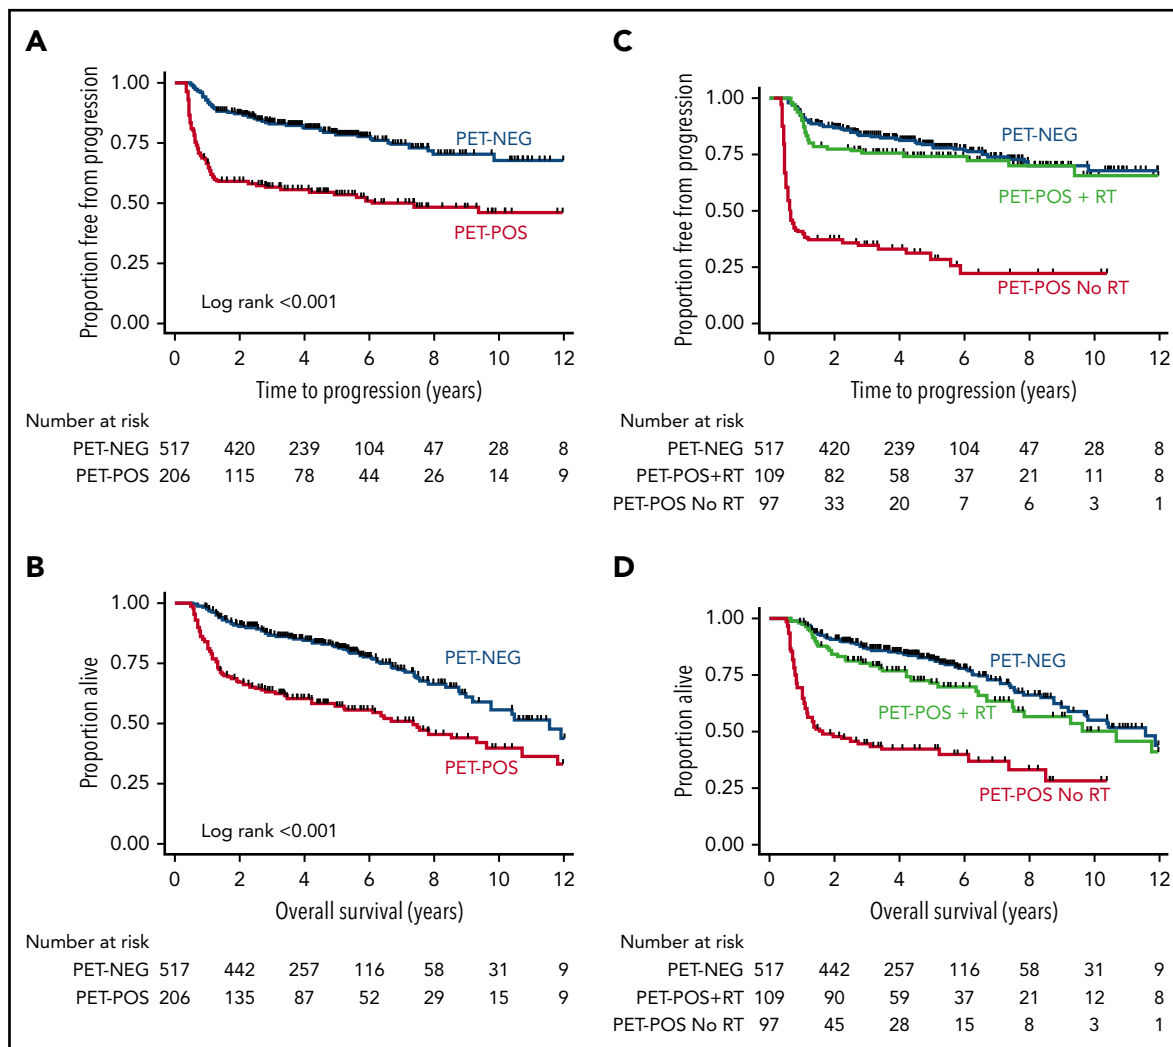 A
Proportion free from progression
1.00
0.75
0.50
0.25
0.00
PET-NEG
PET-POS
Log rank <0.001
0 2 4 6 8 10 12
Time to progression (years)
Number at risk
PET-NEG 517 420 239 104 47 28 8
PET-POS 206 115 78 44 26 14 9
C
Proportion free from progression
1.00
0.75
0.50
0.25
0.00
PET-NEG
PET-POS + RT
PET-POS No RT
0 2 4 6 8 10 12
Time to progression (years)
Number at risk
PET-NEG 517 420 239 104 47 28 8
PET-POS+RT 109 82 58 37 21 11 8
PET-POS No RT 97 33 20 7 6 3 1
B
Proportion alive
1.00
0.75
0.50
0.25
0.00
PET-NEG
PET-POS
Log rank <0.001
0 2 4 6 8 10 12
Overall survival (years)
Number at risk
PET-NEG 517 442 257 116 58 31 9
PET-POS 206 135 87 52 29 15 9
D
Proportion alive
1.00
0.75
0.50
0.25
0.00
PET-NEG
PET-POS + RT
PET-POS No RT
0 2 4 6 8 10 12
Overall survival (years)
Number at risk
PET-NEG 517 442 257 116 58 31 9
PET-POS+RT 109 90 59 37 21 12 8
PET-POS No RT 97 45 28 15 8 3 1